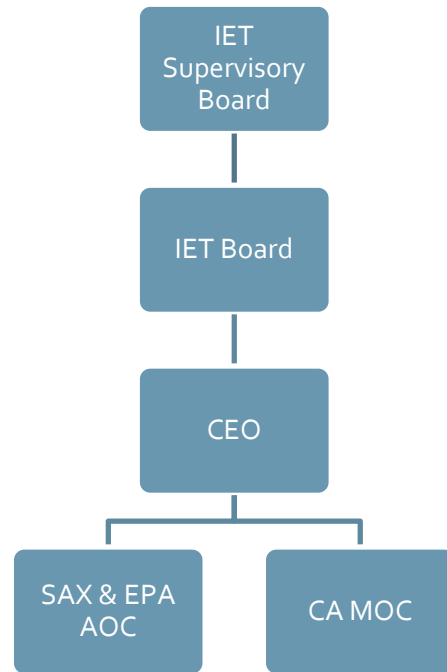 IET
Supervisory
Board
IET Board
CEO
SAX & EPA
AOC
CA MOC